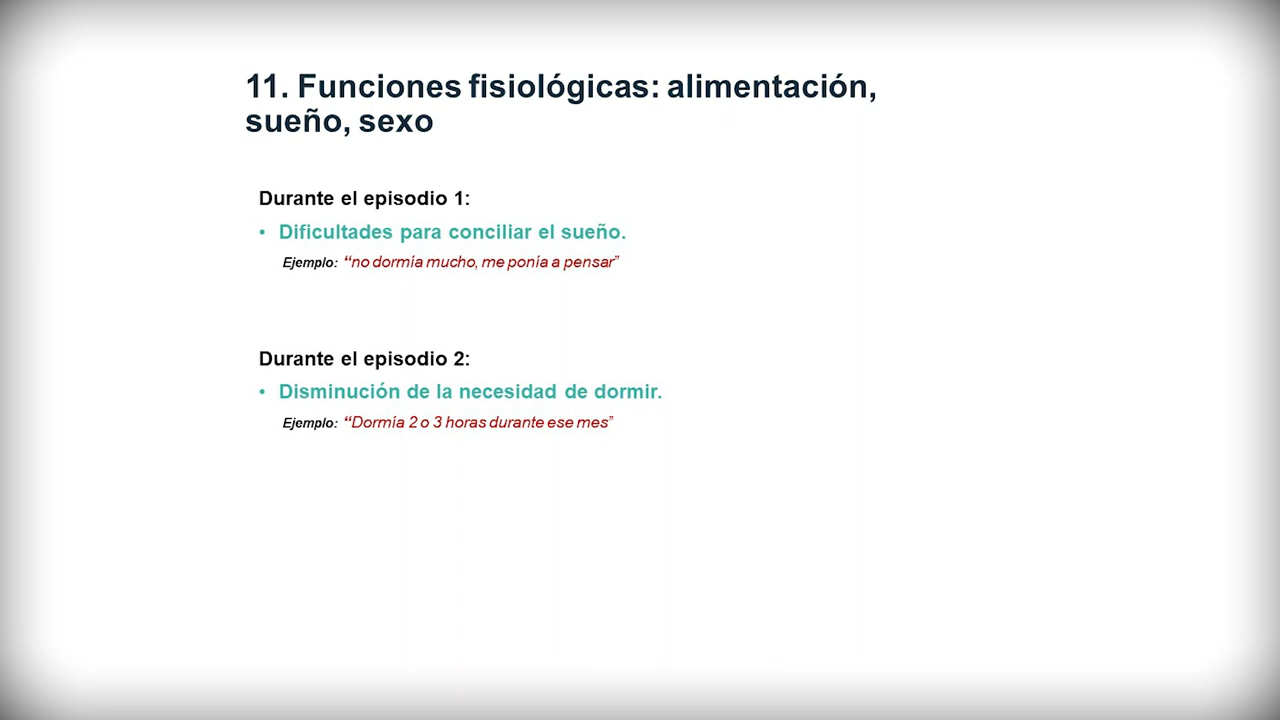 11. Funciones fisiológicas: alimentación,
sueño, sexo
Durante el episodio 1:
• Dificultades para conciliar el sueño.
Ejemplo: “no dormía mucho, me ponía a pensar”
Durante el episodio 2:
• Disminución de la necesidad de dormir.
Ejemplo: “Dormía 2 o 3 horas durante ese mes”